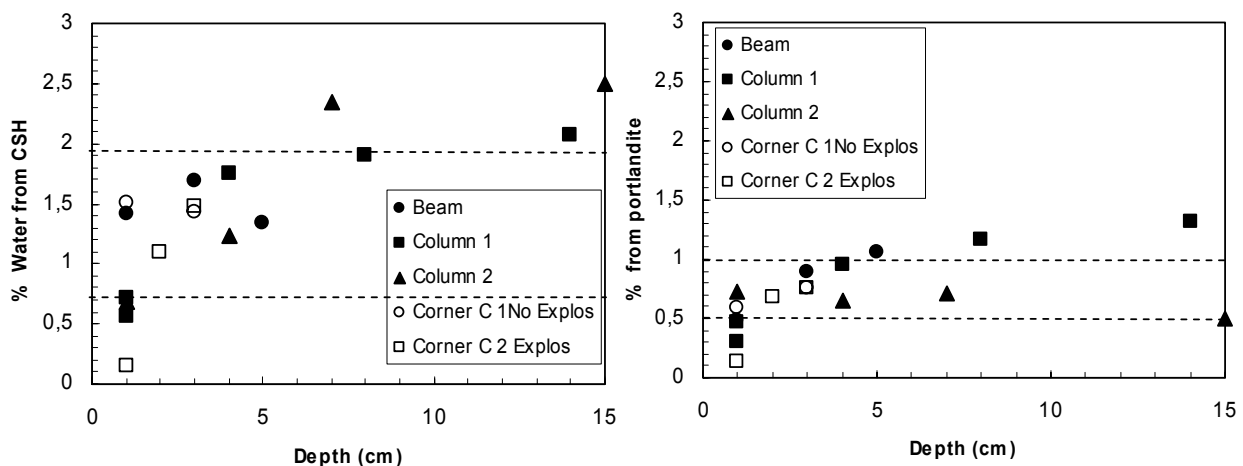 % Water from CSH
3
2,5
2
1,5
1
0,5
0
0 5 10 15
Depth (cm)
Beam
Column 1
Column 2
Corner C 1No Explos
Corner C 2 Explos
% from portlandite
3
2,5
2
1,5
1
0,5
0
0 5 10 15
Depth (cm)
Beam
Column 1
Column 2
Corner C 1No Explos
Corner C 2 Explos